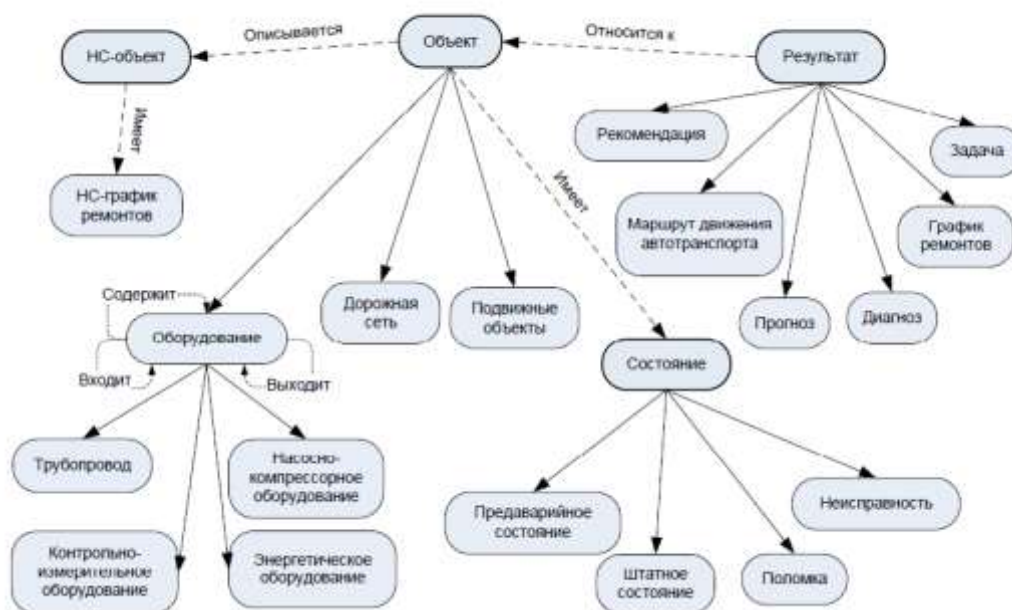 Описывается
Объект
Относится к
НС-объект
Результат
Имеет
Рекомендация
Задача
НС-график
ремонтов
Имеет
Маршрут движения
автотранспорта
График
ремонтов
Содержит
Дорожная
сеть
Подвижные
объекты
Прогноз
Диагноз
Оборудование
Входит
Выходит
Состояние
Трубопровод
Насосно-
компрессорное
оборудование
Предаварийное
состояние
Неисправность
Контрольно-
измерительное
оборудование
Энергетическое
оборудование
Штатное
состояние
Поломка